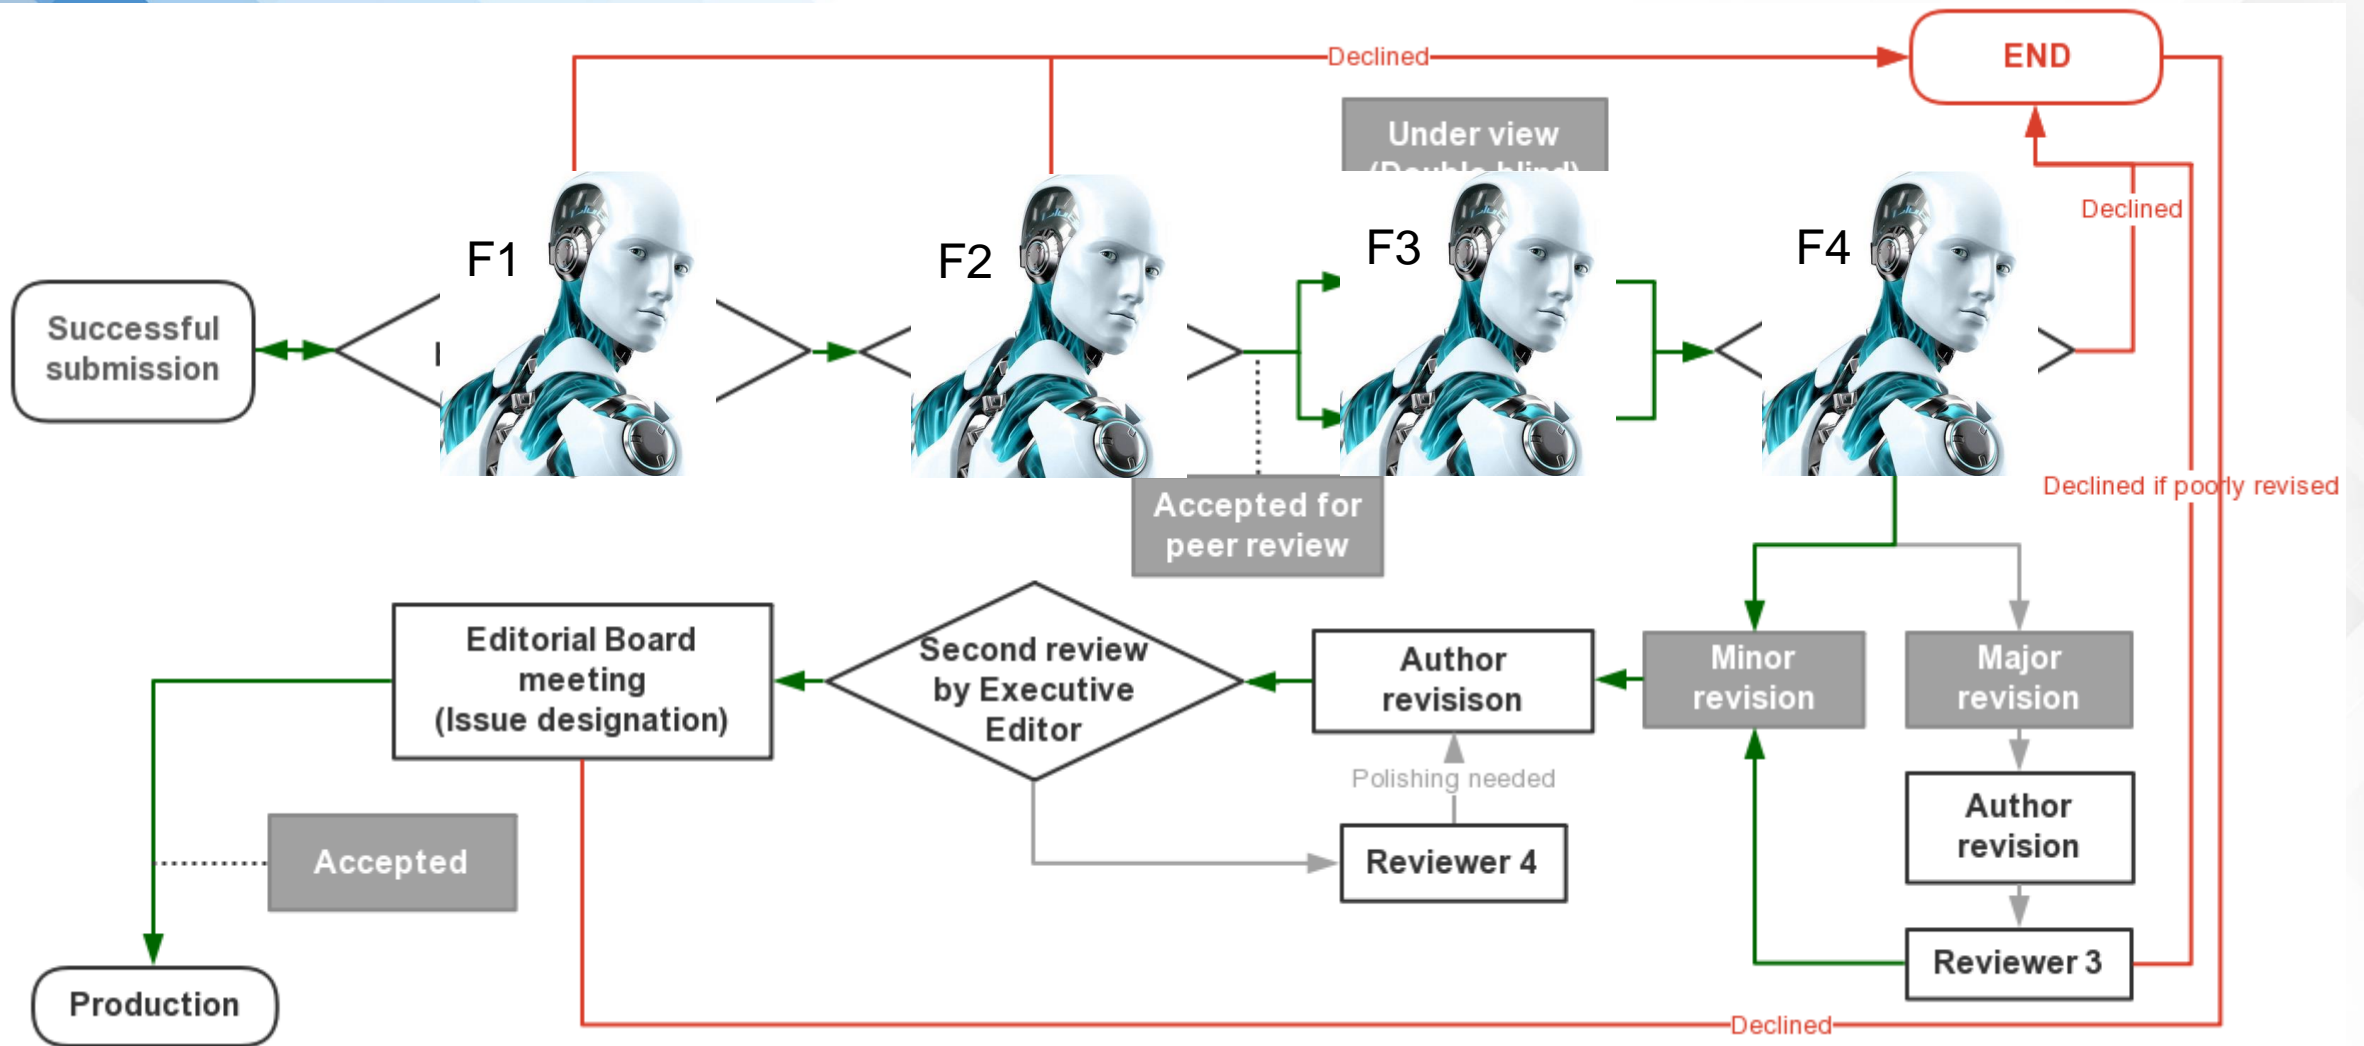 Declined
END
Under view
(Double blind)
F1
F2
F3
F4
Declined
Successful
submission
Declined if poorly revised
Accepted for
peer review
Editorial Board
meeting
(Issue designation)
Second review
by Executive
Editor
Author
revisison
Minor
revision
Major
revision
Polishing needed
Author
revision
Accepted
Reviewer 4
Reviewer 3
Production
Declined